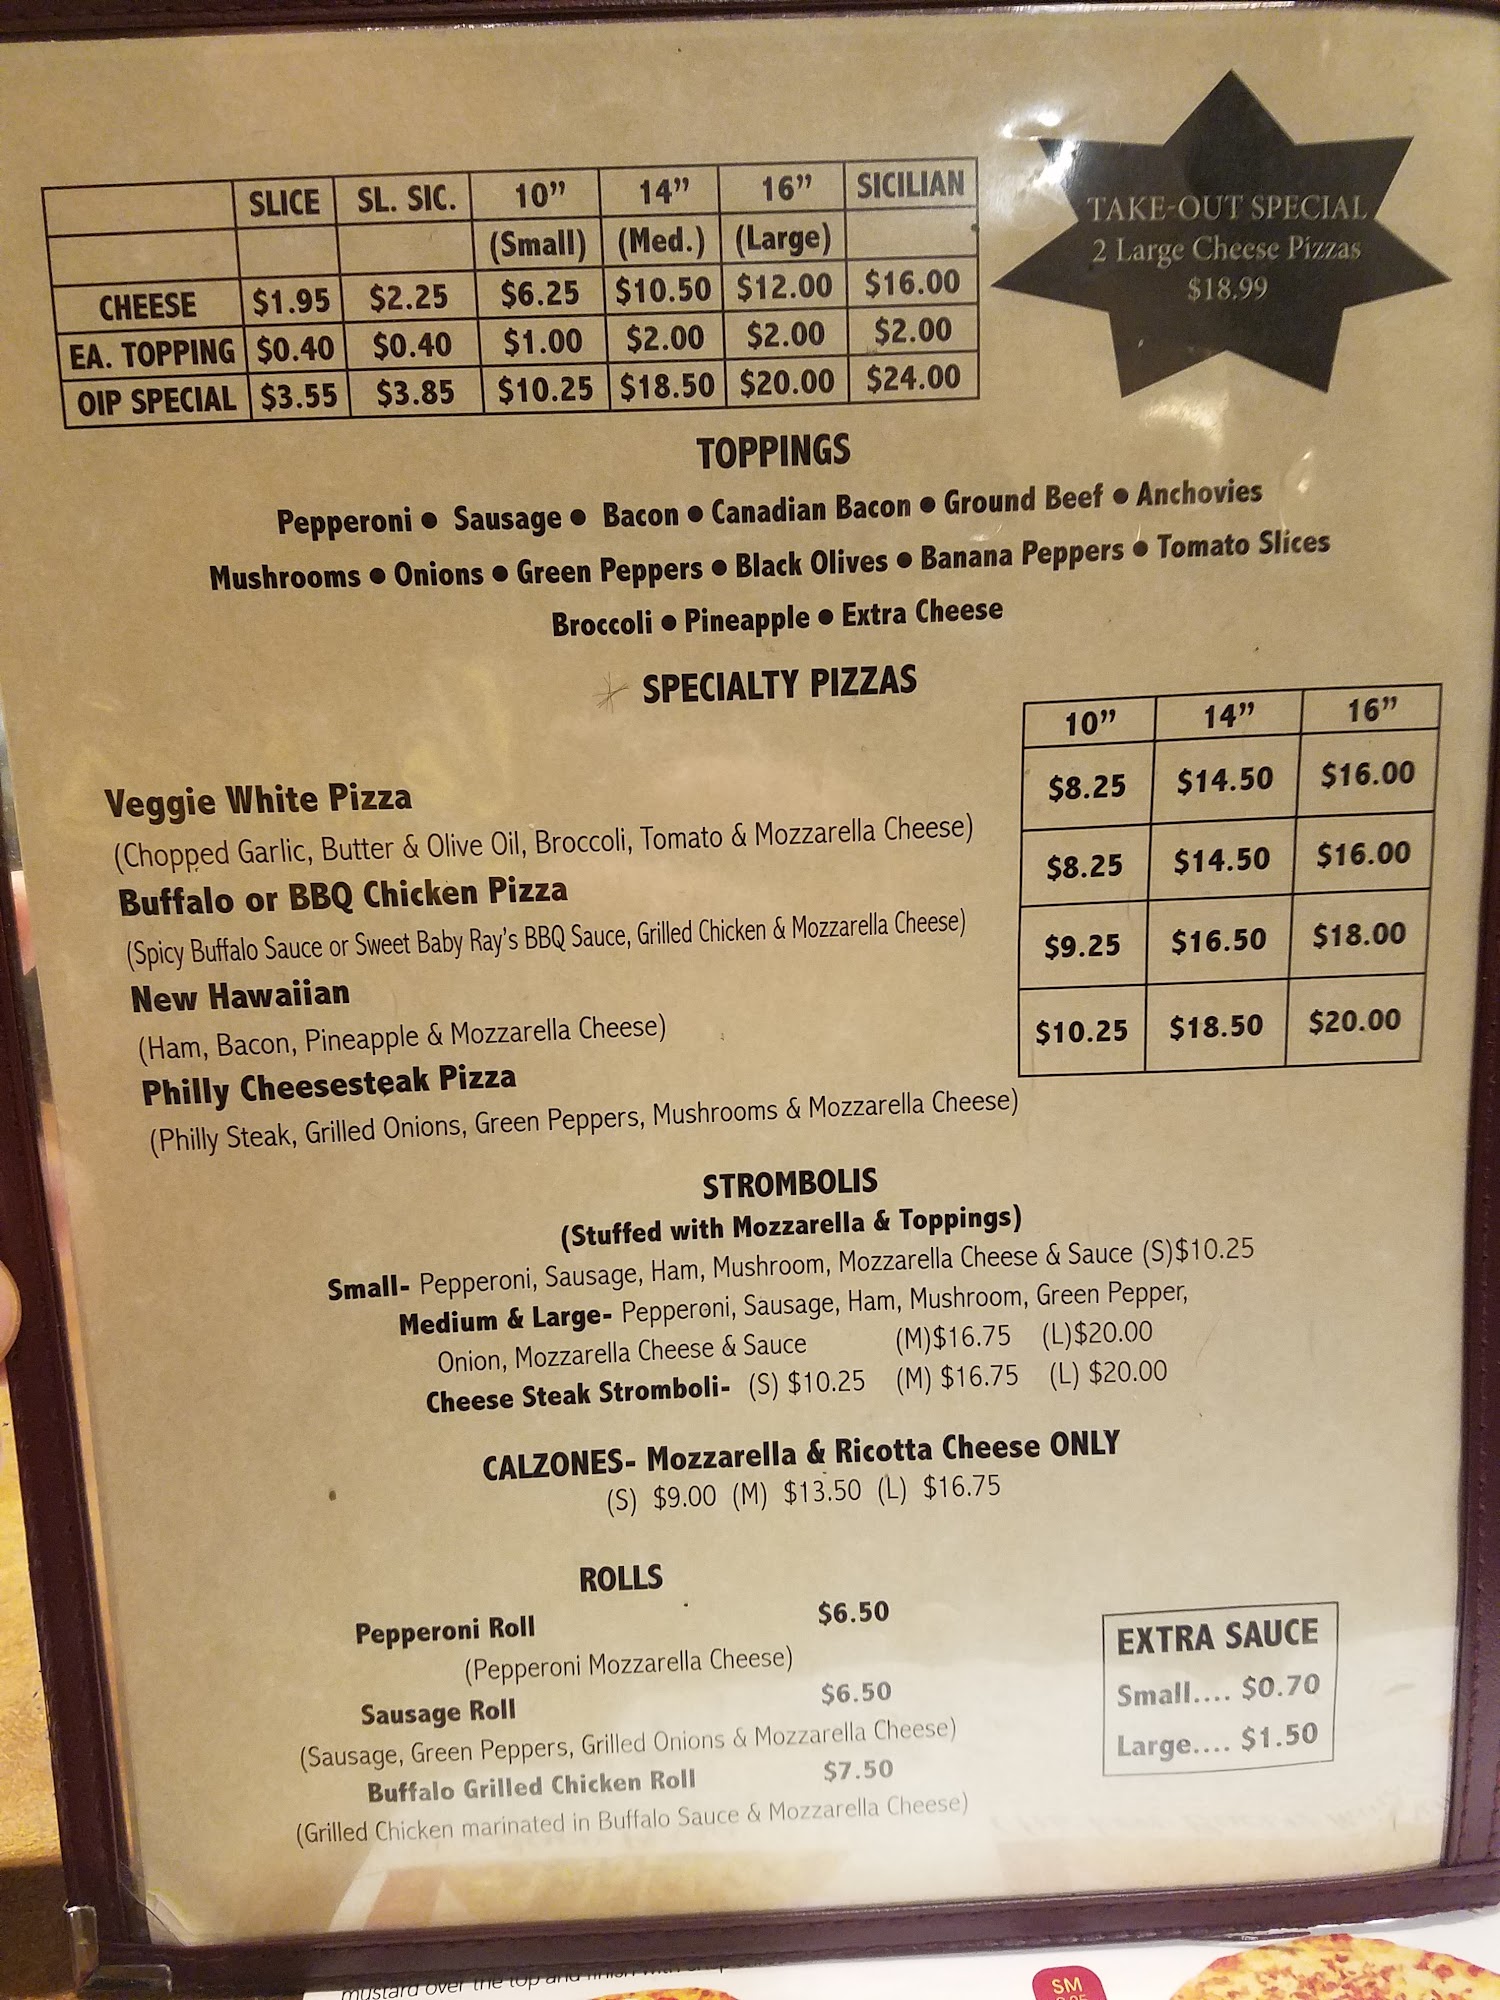 SLICE SL. SIC. 10” 14” 16” SICILIAN
(Small) (Med.) (Large)
CHEESE $1.95 $2.25 $6.25 $10.50 $12.00 $16.00
EA. TOPPING $0.40 $0.40 $1.00 $2.00 $2.00 $2.00
OIP SPECIAL $3.55 $3.85 $10.25 $18.50 $20.00 $24.00
TAKE-OUT SPECIAL
2 Large Cheese Pizzas
$18.99
TOPPINGS
Pepperoni ● Sausage ● Bacon ● Canadian Bacon ● Ground Beef ● Anchovies
Mushrooms ● Onions ● Green Peppers ● Black Olives ● Banana Peppers ● Tomato Slices
Broccoli ● Pineapple ● Extra Cheese
SPECIALTY PIZZAS
10” 14” 16”
Veggie White Pizza $8.25 $14.50 $16.00
(Chopped Garlic, Butter & Olive Oil, Broccoli, Tomato & Mozzarella Cheese)
Buffalo or BBQ Chicken Pizza $8.25 $14.50 $16.00
(Spicy Buffalo Sauce or Sweet Baby Ray’s BBQ Sauce, Grilled Chicken & Mozzarella Cheese)
New Hawaiian $9.25 $16.50 $18.00
(Ham, Bacon, Pineapple & Mozzarella Cheese)
Philly Cheesesteak Pizza $10.25 $18.50 $20.00
(Philly Steak, Grilled Onions, Green Peppers, Mushrooms & Mozzarella Cheese)
STROMBOLIS
(Stuffed with Mozzarella & Toppings)
Small- Pepperoni, Sausage, Ham, Mushroom, Mozzarella Cheese & Sauce (S)$10.25
Medium & Large- Pepperoni, Sausage, Ham, Mushroom, Green Pepper,
Onion, Mozzarella Cheese & Sauce (M)$16.75 (L)$20.00
Cheese Steak Stromboli- (S) $10.25 (M) $16.75 (L) $20.00
CALZONES- Mozzarella & Ricotta Cheese ONLY
(S) $9.00 (M) $13.50 (L) $16.75
ROLLS
Pepperoni Roll $6.50
(Pepperoni Mozzarella Cheese)
Sausage Roll $6.50
(Sausage, Green Peppers, Grilled Onions & Mozzarella Cheese)
Buffalo Grilled Chicken Roll $7.50
(Grilled Chicken marinated in Buffalo Sauce & Mozzarella Cheese)
EXTRA SAUCE
Small.... $0.70
Large.... $1.50
mustard over the top and finish with
SM